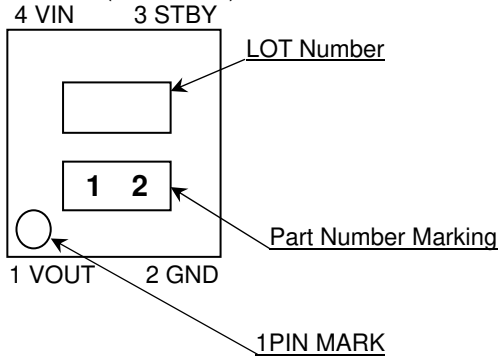 4 VIN 3 STBY
LOT Number
1 2
Part Number Marking
1 VOUT 2 GND
1PIN MARK